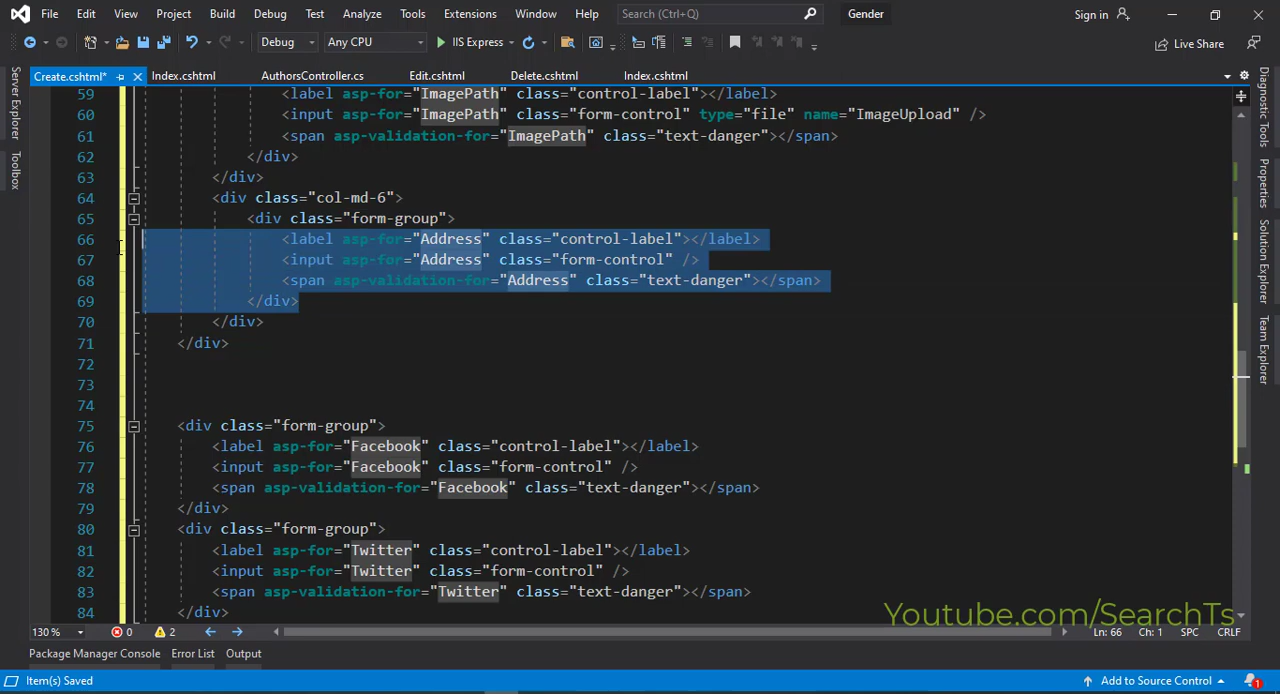 File Edit View Project Build Debug Test Analyze Tools Extensions Window Help Search (Ctrl+Q) Gender Sign in
Debug Any CPU IIS Express Live Share
Create.cshtml* Index.cshtml AuthorsController.cs Edit.cshtml Delete.cshtml Index.cshtml
Server Explorer
Toolbox
59 <label asp-for="ImagePath" class="control-label"></label>
60 <input asp-for="ImagePath" class="form-control" type="file" name="ImageUpload" />
61 <span asp-validation-for="ImagePath" class="text-danger"></span>
62 </div>
63 </div>
64 <div class="col-md-6">
65 <div class="form-group">
66 <label asp-for="Address" class="control-label"></label>
67 <input asp-for="Address" class="form-control" />
68 <span asp-validation-for="Address" class="text-danger"></span>
69 </div>
70 </div>
71 </div>
72
73
74
75 <div class="form-group">
76 <label asp-for="Facebook" class="control-label"></label>
77 <input asp-for="Facebook" class="form-control" />
78 <span asp-validation-for="Facebook" class="text-danger"></span>
79 </div>
80 <div class="form-group">
81 <label asp-for="Twitter" class="control-label"></label>
82 <input asp-for="Twitter" class="form-control" />
83 <span asp-validation-for="Twitter" class="text-danger"></span>
84 </div>
Diagnostic Tools
Properties
Solution Explorer
Team Explorer
Youtube.com/SearchTs
130 % 0 2 Ln: 66 Ch: 1 SPC CRLF
Package Manager Console Error List Output
Item(s) Saved Add to Source Control 1